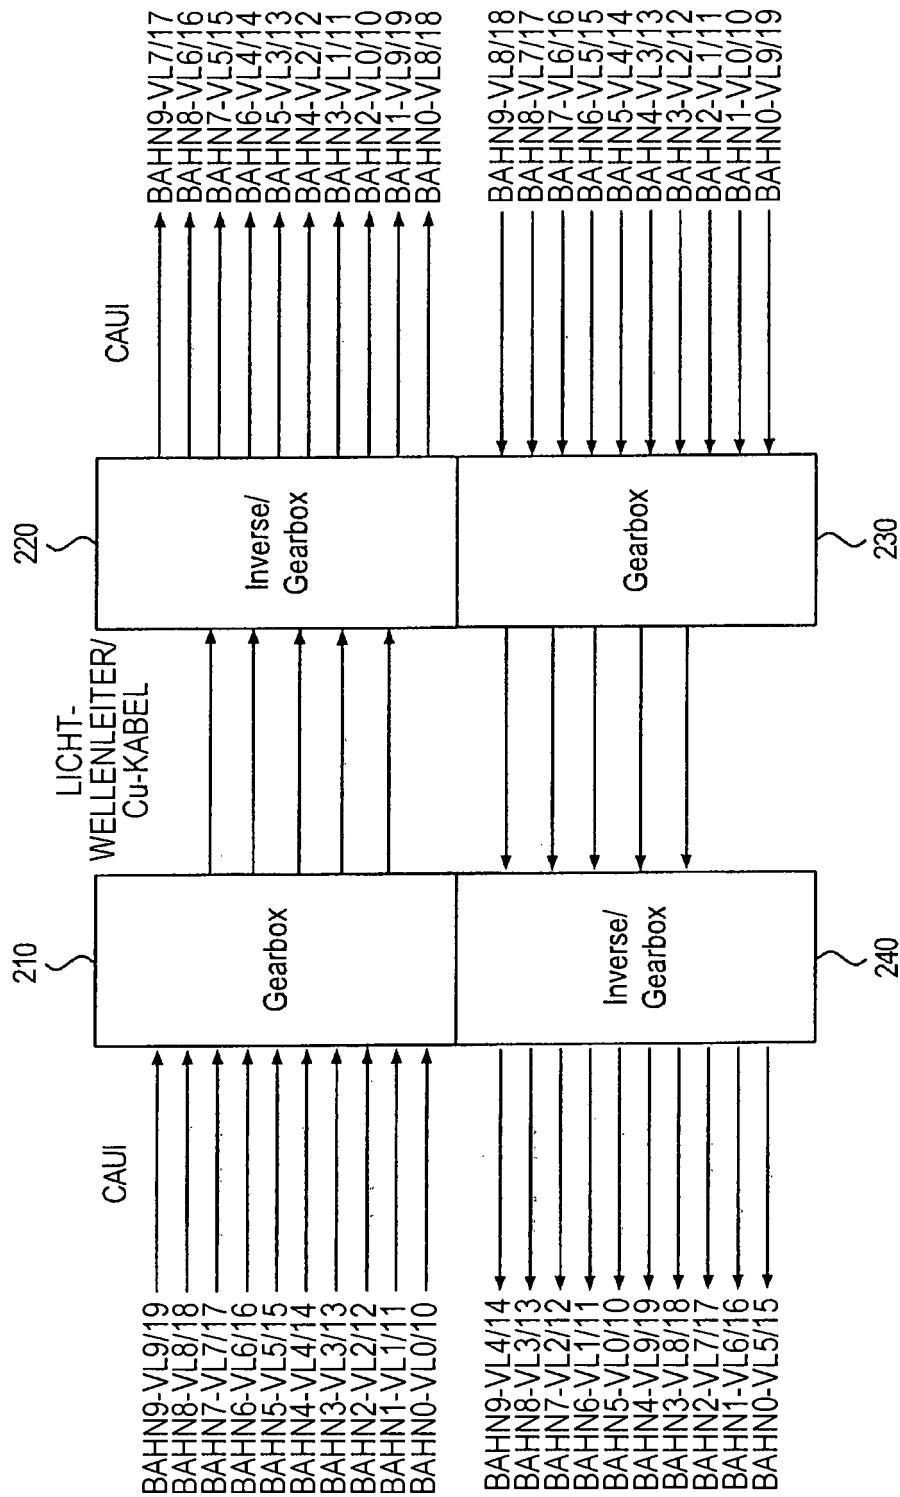 CAUI
LICHT-
WELLENLEITER/
Cu-KABEL
CAUI
210
220
BAHN9-VL9/19
BAHN8-VL8/18
BAHN7-VL7/17
BAHN6-VL6/16
BAHN5-VL5/15
BAHN4-VL4/14
BAHN3-VL3/13
BAHN2-VL2/12
BAHN1-VL1/11
BAHN0-VL0/10
Gearbox
Inverse/
Gearbox
BAHN9-VL7/17
BAHN8-VL6/16
BAHN7-VL5/15
BAHN6-VL4/14
BAHN5-VL3/13
BAHN4-VL2/12
BAHN3-VL1/11
BAHN2-VL0/10
BAHN1-VL9/19
BAHN0-VL8/18
BAHN9-VL4/14
BAHN8-VL3/13
BAHN7-VL2/12
BAHN6-VL1/11
BAHN5-VL0/10
BAHN4-VL9/19
BAHN3-VL8/18
BAHN2-VL7/17
BAHN1-VL6/16
BAHN0-VL5/15
Inverse/
Gearbox
Gearbox
BAHN9-VL8/18
BAHN8-VL7/17
BAHN7-VL6/16
BAHN6-VL5/15
BAHN5-VL4/14
BAHN4-VL3/13
BAHN3-VL2/12
BAHN2-VL1/11
BAHN1-VL0/10
BAHN0-VL9/19
240
230